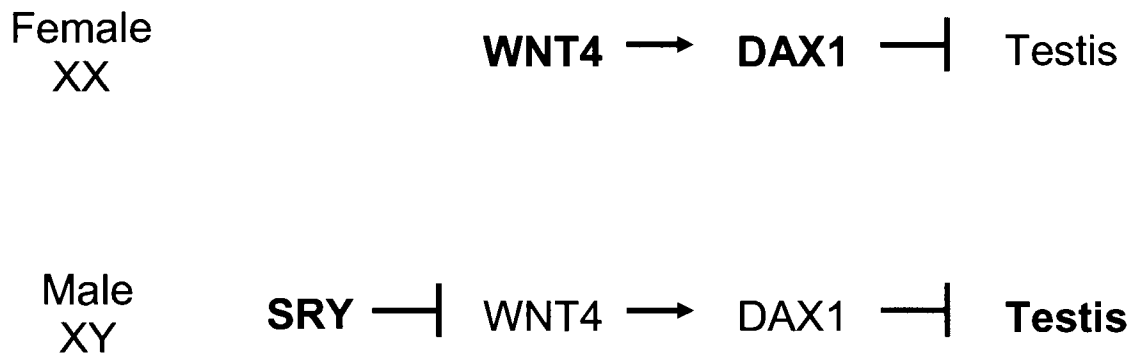 Female
XX
WNT4 DAX1 Testis
Male
XY
SRY WNT4 DAX1 Testis